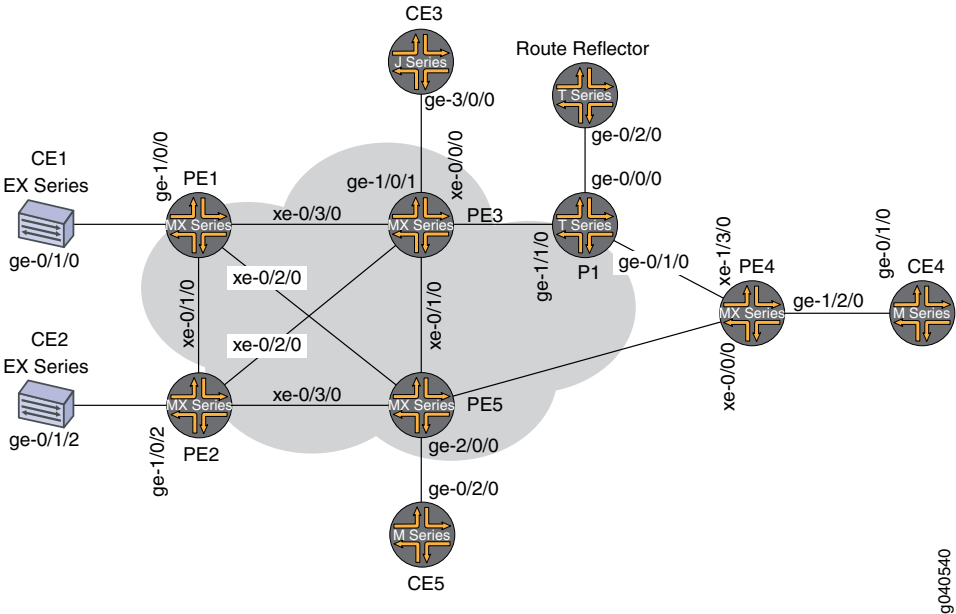 CE3
J Series
ge-3/0/0
Route Reflector
T Series
ge-0/2/0
CE1
EX Series
ge-0/1/0
ge-1/0/0
PE1
MX Series
xe-0/3/0
ge-1/0/1
xe-0/0/0
MX Series
PE3
ge-0/0/0
T Series
P1
ge-1/1/0
ge-0/1/0
xe-0/1/0
xe-0/2/0
xe-0/2/0
xe-0/1/0
xe-1/3/0
PE4
MX Series
xe-0/0/0
ge-1/2/0
ge-0/1/0
CE4
M Series
CE2
EX Series
ge-0/1/2
ge-1/0/2
MX Series
PE2
xe-0/3/0
MX Series
PE5
ge-2/0/0
ge-0/2/0
M Series
CE5
g040540